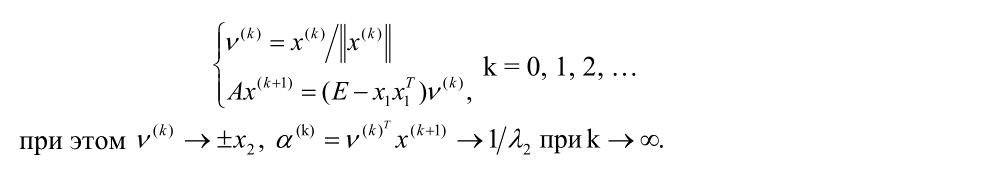 ν^(k) = x^(k) / ‖x^(k)‖
Ax^(k+1) = (E − x₁x₁^T)ν^(k), k = 0, 1, 2, …
при этом ν^(k) → ±x₂, α^(k) = ν^(k)^T x^(k+1) → 1/λ₂ при k → ∞.